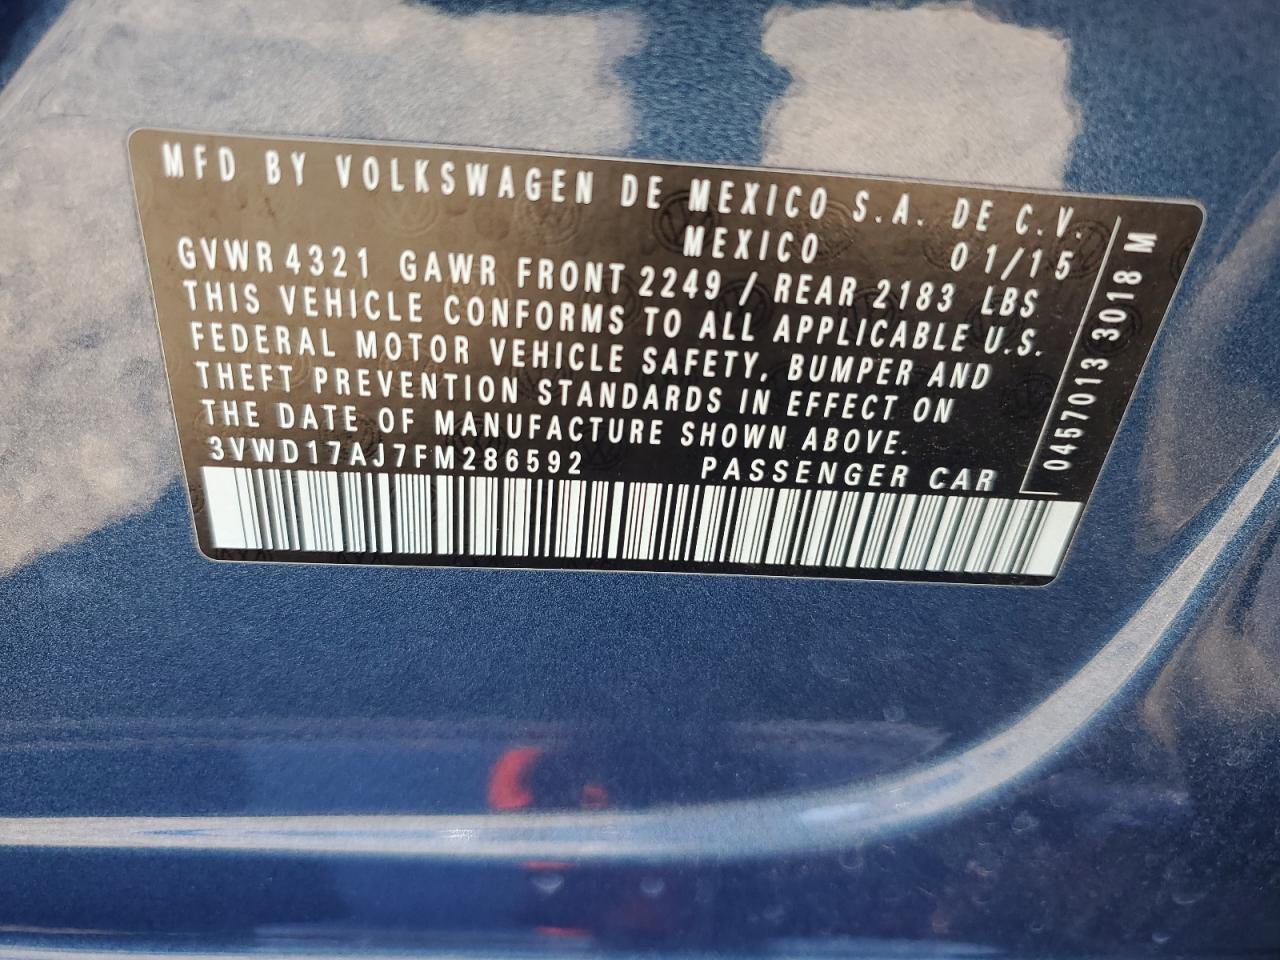 MFD BY VOLKSWAGEN DE MEXICO S.A. DE C.V.
MEXICO 01/15
GVWR 4321 GAWR FRONT 2249 / REAR 2183 LBS
THIS VEHICLE CONFORMS TO ALL APPLICABLE U.S.
FEDERAL MOTOR VEHICLE SAFETY, BUMPER AND
THEFT PREVENTION STANDARDS IN EFFECT ON
THE DATE OF MANUFACTURE SHOWN ABOVE.
3VWD17AJ7FM286592 PASSENGER CAR
0457013 3018 M